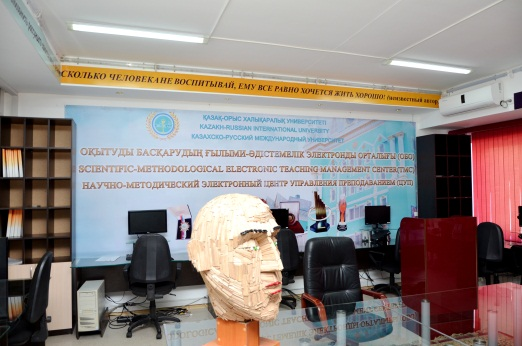 СКОЛЬКО ЧЕЛОВЕКА НЕ ВОСПИТЫВАЙ, ЕМУ ВСЕ РАВНО ХОЧЕТСЯ ЖИТЬ ХОРОШО!
ҚАЗАҚ-ОРЫС ХАЛЫҚАРАЛЫҚ УНИВЕРСИТЕТІ
KAZAKH-RUSSIAN INTERNATIONAL UNIVERSITY
КАЗАХСКО-РУССКИЙ МЕЖДУНАРОДНЫЙ УНИВЕРСИТЕТ
ОҚЫТУДЫ БАСҚАРУДЫҢ ҒЫЛЫМИ-ӘДІСТЕМЕЛІК ЭЛЕКТРОНДЫ ОРТАЛЫҒЫ (ОБО)
SCIENTIFIC-METHODOLOGICAL ELECTRONIC TEACHING MANAGEMENT CENTER (TMC)
НАУЧНО-МЕТОДИЧЕСКИЙ ЭЛЕКТРОННЫЙ ЦЕНТР УПРАВЛЕНИЯ ПРЕПОДАВАНИЕМ (ЦУП)